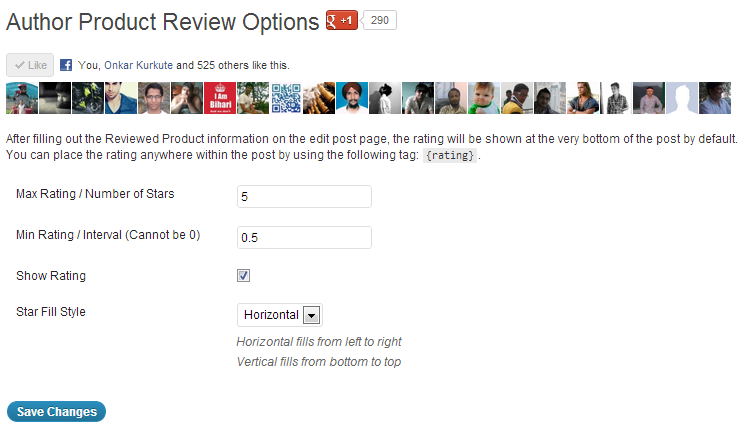 Author Product Review Options
g +1
290
Like
You, Onkar Kurkute and 525 others like this.
I Am
Bihari
After filling out the Reviewed Product information on the edit post page, the rating will be shown at the very bottom of the post by default.
You can place the rating anywhere within the post by using the following tag: {rating}.
Max Rating / Number of Stars
5
Min Rating / Interval (Cannot be 0)
0.5
Show Rating
Star Fill Style
Horizontal
Horizontal fills from left to right
Vertical fills from bottom to top
Save Changes